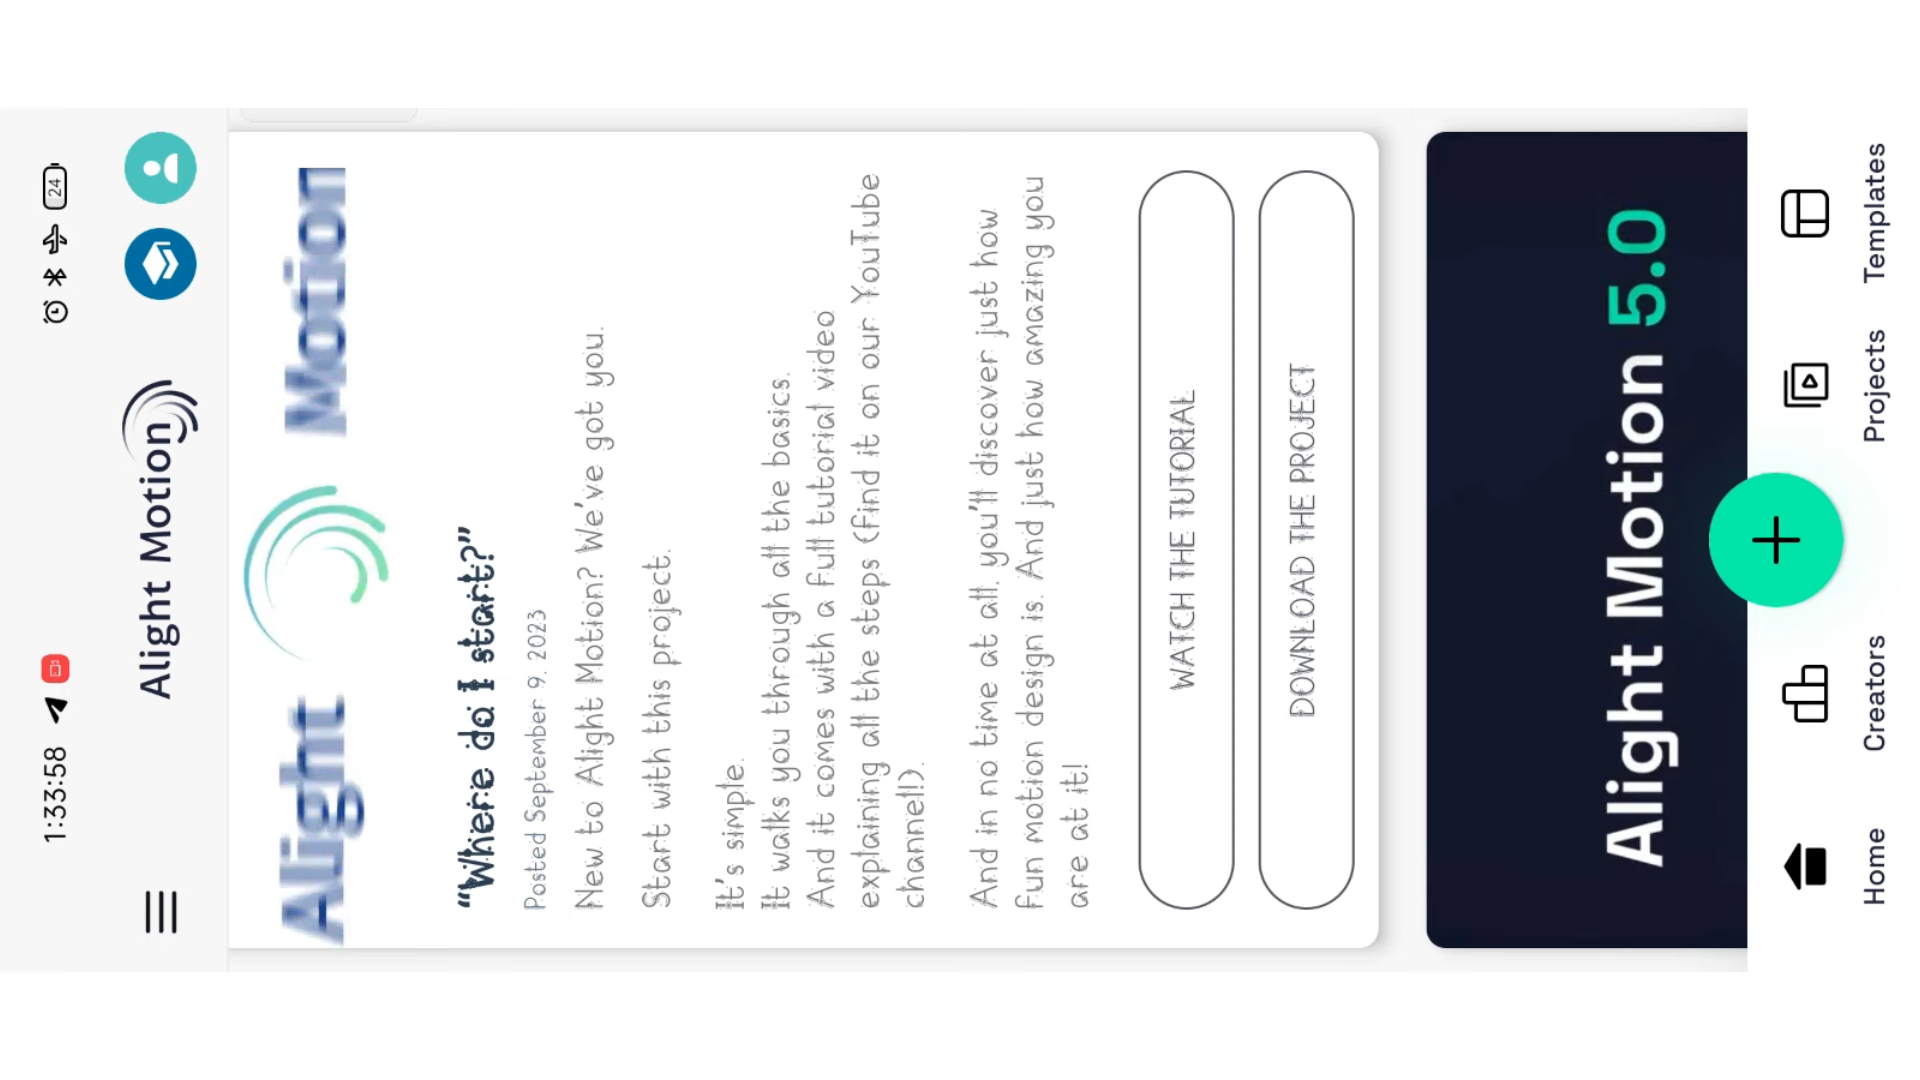 1:33:58
24
Alight Motion
Alight Motion
“Where do I start?”
Posted September 9, 2023
New to Alight Motion? We've got you.
Start with this project.
It's simple.
It walks you through all the basics.
And it comes with a full tutorial video
explaining all the steps (find it on our YouTube
channel!).
And in no time at all, you'll discover just how
fun motion design is. And just how amazing you
are at it!
WATCH THE TUTORIAL
DOWNLOAD THE PROJECT
Alight Motion 5.0
Home
Creators
Projects
Templates